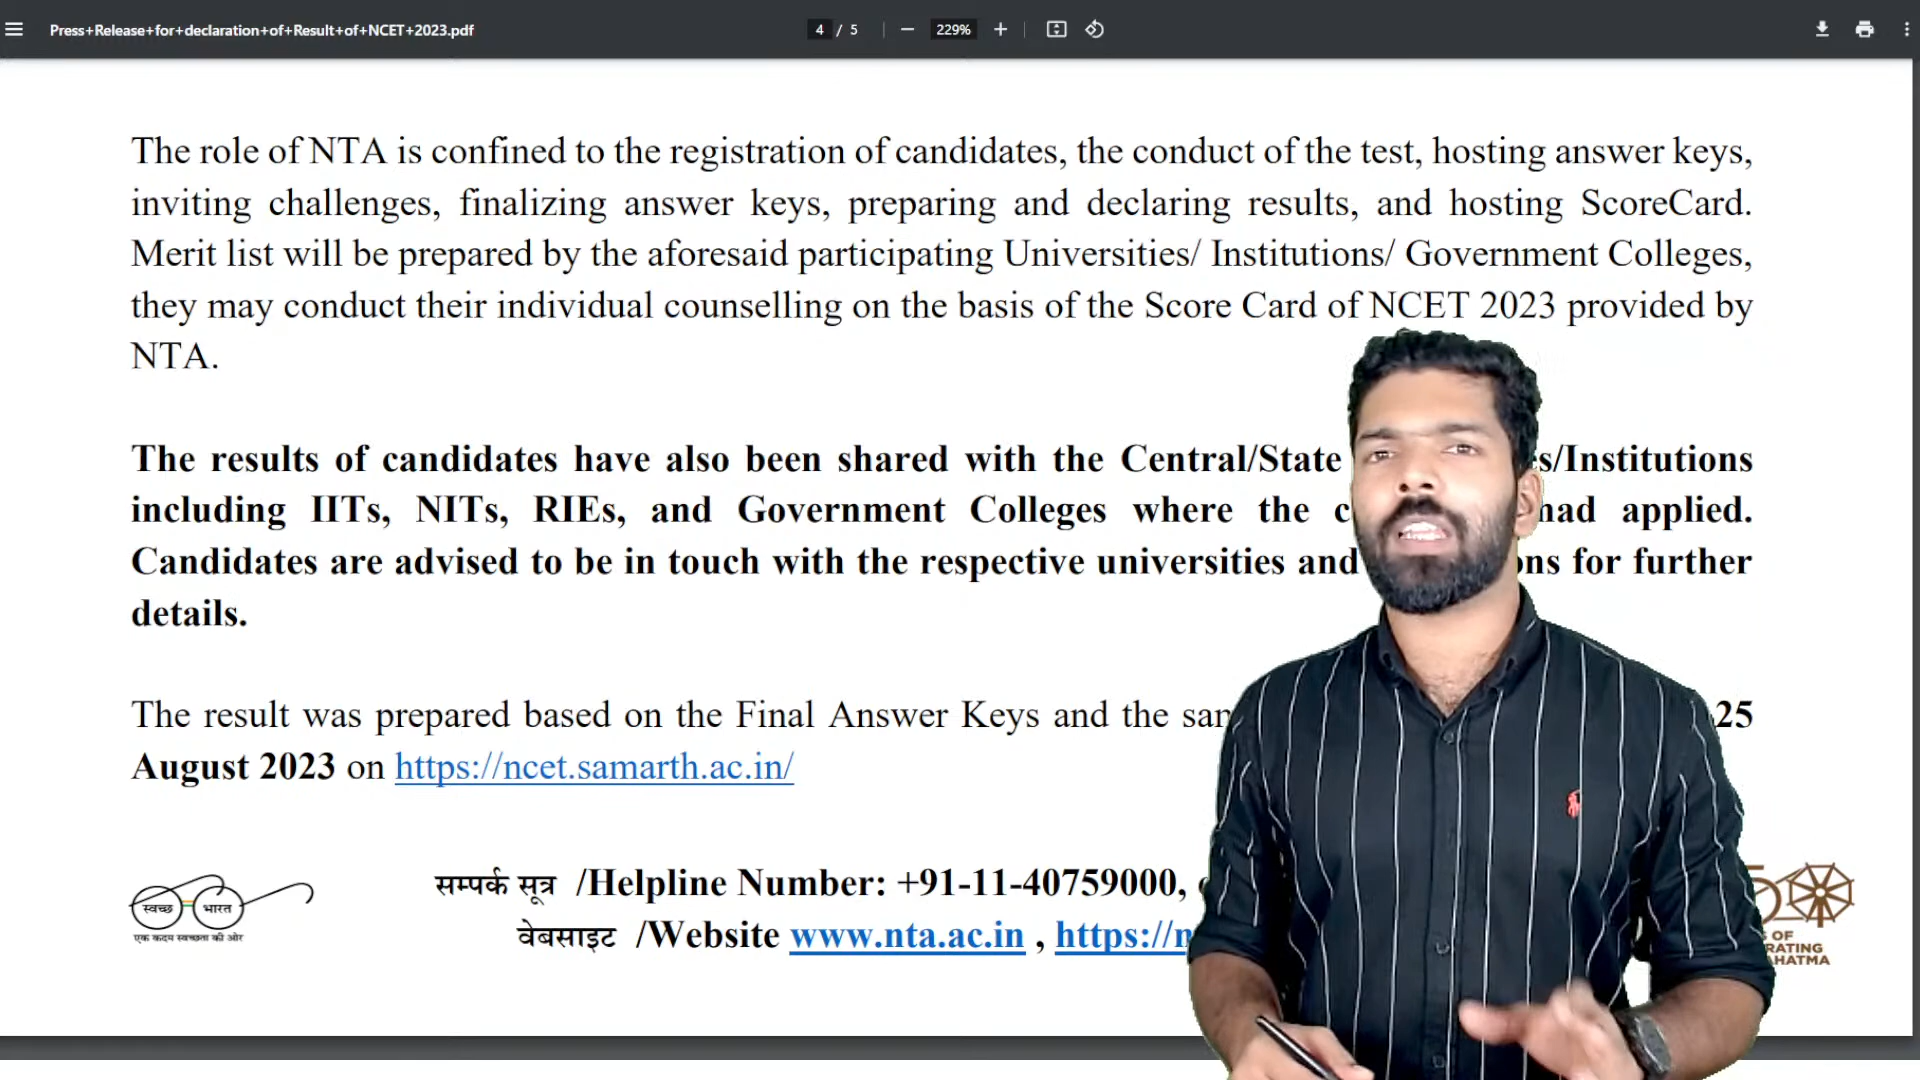 Press+Release+for+declaration+of+Result+of+NCET+2023.pdf
4 / 5
229%
The role of NTA is confined to the registration of candidates, the conduct of the test, hosting answer keys,
inviting challenges, finalizing answer keys, preparing and declaring results, and hosting ScoreCard.
Merit list will be prepared by the aforesaid participating Universities/ Institutions/ Government Colleges,
they may conduct their individual counselling on the basis of the Score Card of NCET 2023 provided by
NTA.
The results of candidates have also been shared with the Central/State s/Institutions
including IITs, NITs, RIEs, and Government Colleges where the had applied.
Candidates are advised to be in touch with the respective universities and ons for further
details.
The result was prepared based on the Final Answer Keys and the 25
August 2023 on https://ncet.samarth.ac.in/
स्वच्छ भारत
एक कदम स्वच्छता की ओर
सम्पर्क सूत्र /Helpline Number: +91-11-40759000,
वेबसाइट /Website www.nta.ac.in , https://n
OF
RATING
AHATMA